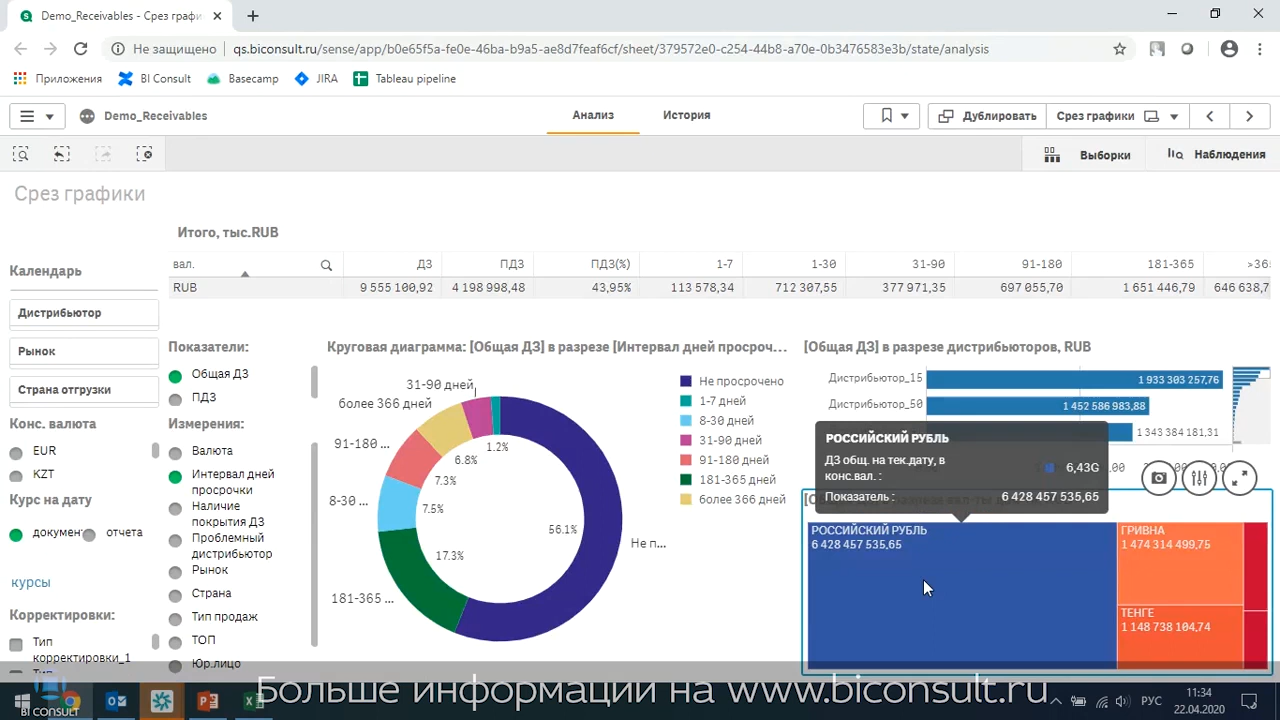 Demo_Receivables - Срез графи
Не защищено
qs.biconsult.ru/sense/app/b0e65f5a-fe0e-46ba-b9a5-ae8d7feaf6cf/sheet/379572e0-c254-44b8-a70e-0b3476583e3b/state/analysis
Приложения
BI Consult
Basecamp
JIRA
Tableau pipeline
Demo_Receivables
Анализ
История
Дублировать
Срез графики
Выборки
Наблюдения
Срез графики
Итого, тыс.RUB
вал. ДЗ ПДЗ ПДЗ(%) 1-7 1-30 31-90 91-180 181-365 >36
RUB 9 555 100,92 4 198 998,48 43,95% 113 578,34 712 307,55 377 971,35 697 055,70 1 651 446,79 646 638,7
Календарь
Дистрибьютор
Рынок
Страна отгрузки
Конс. валюта
EUR
KZT
Курс на дату
документ
отчета
курсы
Корректировки:
Тип
корректировки_1
Показатели:
Общая ДЗ
ПДЗ
Измерения:
Валюта
Интервал дней
просрочки
Наличие
покрытия ДЗ
Проблемный
дистрибьютор
Рынок
Страна
Тип продаж
ТОП
Юр.лицо
Круговая диаграмма: [Общая ДЗ] в разрезе [Интервал дней просроч...
31-90 дней
более 366 дней
91-180 ...
8-30 ...
181-365 ...
Не п...
1.2%
6.8%
7.3%
7.5%
17.3%
56.1%
Не просрочено
1-7 дней
8-30 дней
31-90 дней
91-180 дней
181-365 дней
более 366 дней
[Общая ДЗ] в разрезе дистрибьюторов, RUB
Дистрибьютор_15 1 933 303 257,76
Дистрибьютор_50 1 452 586 983,88
1 343 384 181,31
РОССИЙСКИЙ РУБЛЬ
ДЗ общ. на тек.дату, в
конс.вал. : 6,43G
Показатель : 6 428 457 535,65
РОССИЙСКИЙ РУБЛЬ
6 428 457 535,65
ГРИВНА
1 474 314 499,75
ТЕНГЕ
1 148 738 104,74
Больше информации на www.biconsult.ru
BI CONSULT
РУС
11:34
22.04.2020